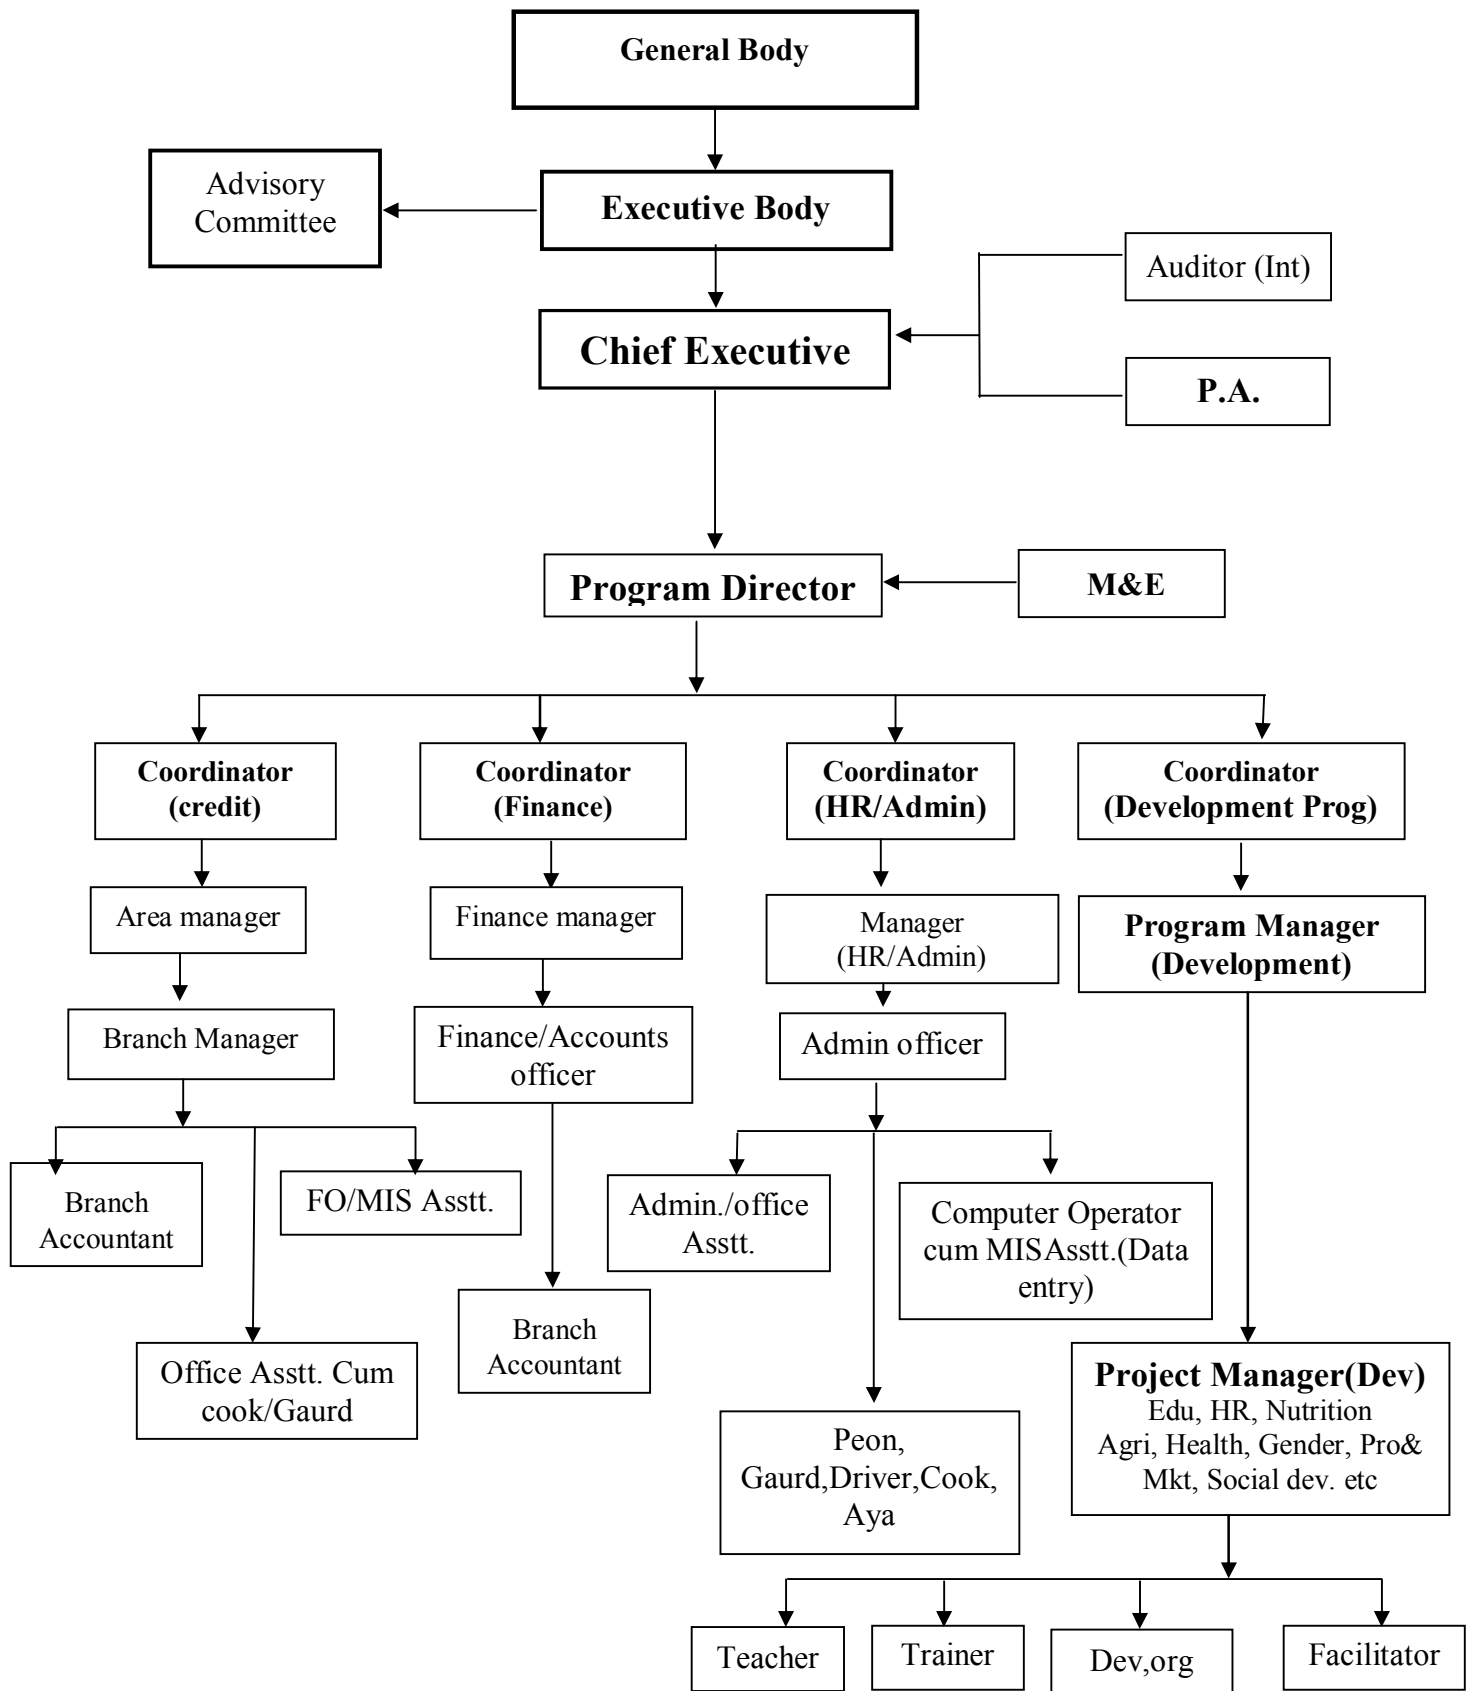 General Body
Advisory
Committee
Executive Body
Auditor (Int)
Chief Executive
P.A.
Program Director
M&E
Coordinator
(credit)
Coordinator
(Finance)
Coordinator
(HR/Admin)
Coordinator
(Development Prog)
Area manager
Finance manager
Manager
(HR/Admin)
Program Manager
(Development)
Branch Manager
Finance/Accounts
officer
Admin officer
Branch
Accountant
FO/MIS Asstt.
Admin./office
Asstt.
Computer Operator
cum MISAsstt.(Data
entry)
Office Asstt. Cum
cook/Gaurd
Branch
Accountant
Peon,
Gaurd,Driver,Cook,
Aya
Project Manager(Dev)
Edu, HR, Nutrition
Agri, Health, Gender, Pro&
Mkt, Social dev. etc
Teacher
Trainer
Dev,org
Facilitator